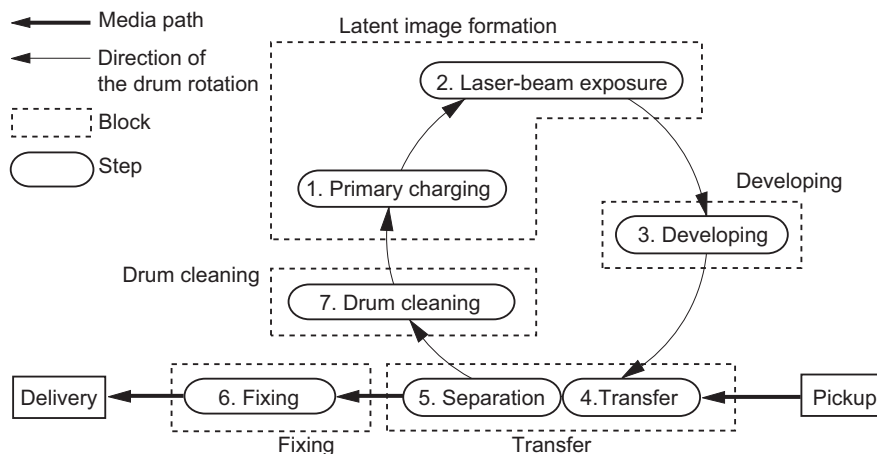 Media path
Direction of
the drum rotation
Block
Step
Latent image formation
2. Laser-beam exposure
1. Primary charging
Developing
3. Developing
Drum cleaning
7. Drum cleaning
Delivery
6. Fixing
5. Separation
4.Transfer
Pickup
Fixing
Transfer